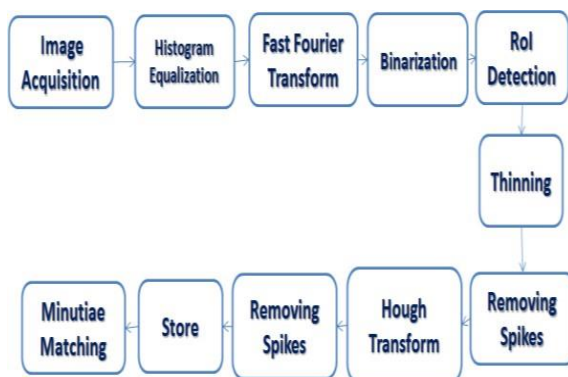 Image
Acquisition
Histogram
Equalization
Fast Fourier
Transform
Binarization
RoI
Detection
Thinning
Removing
Spikes
Hough
Transform
Removing
Spikes
Store
Minutiae
Matching